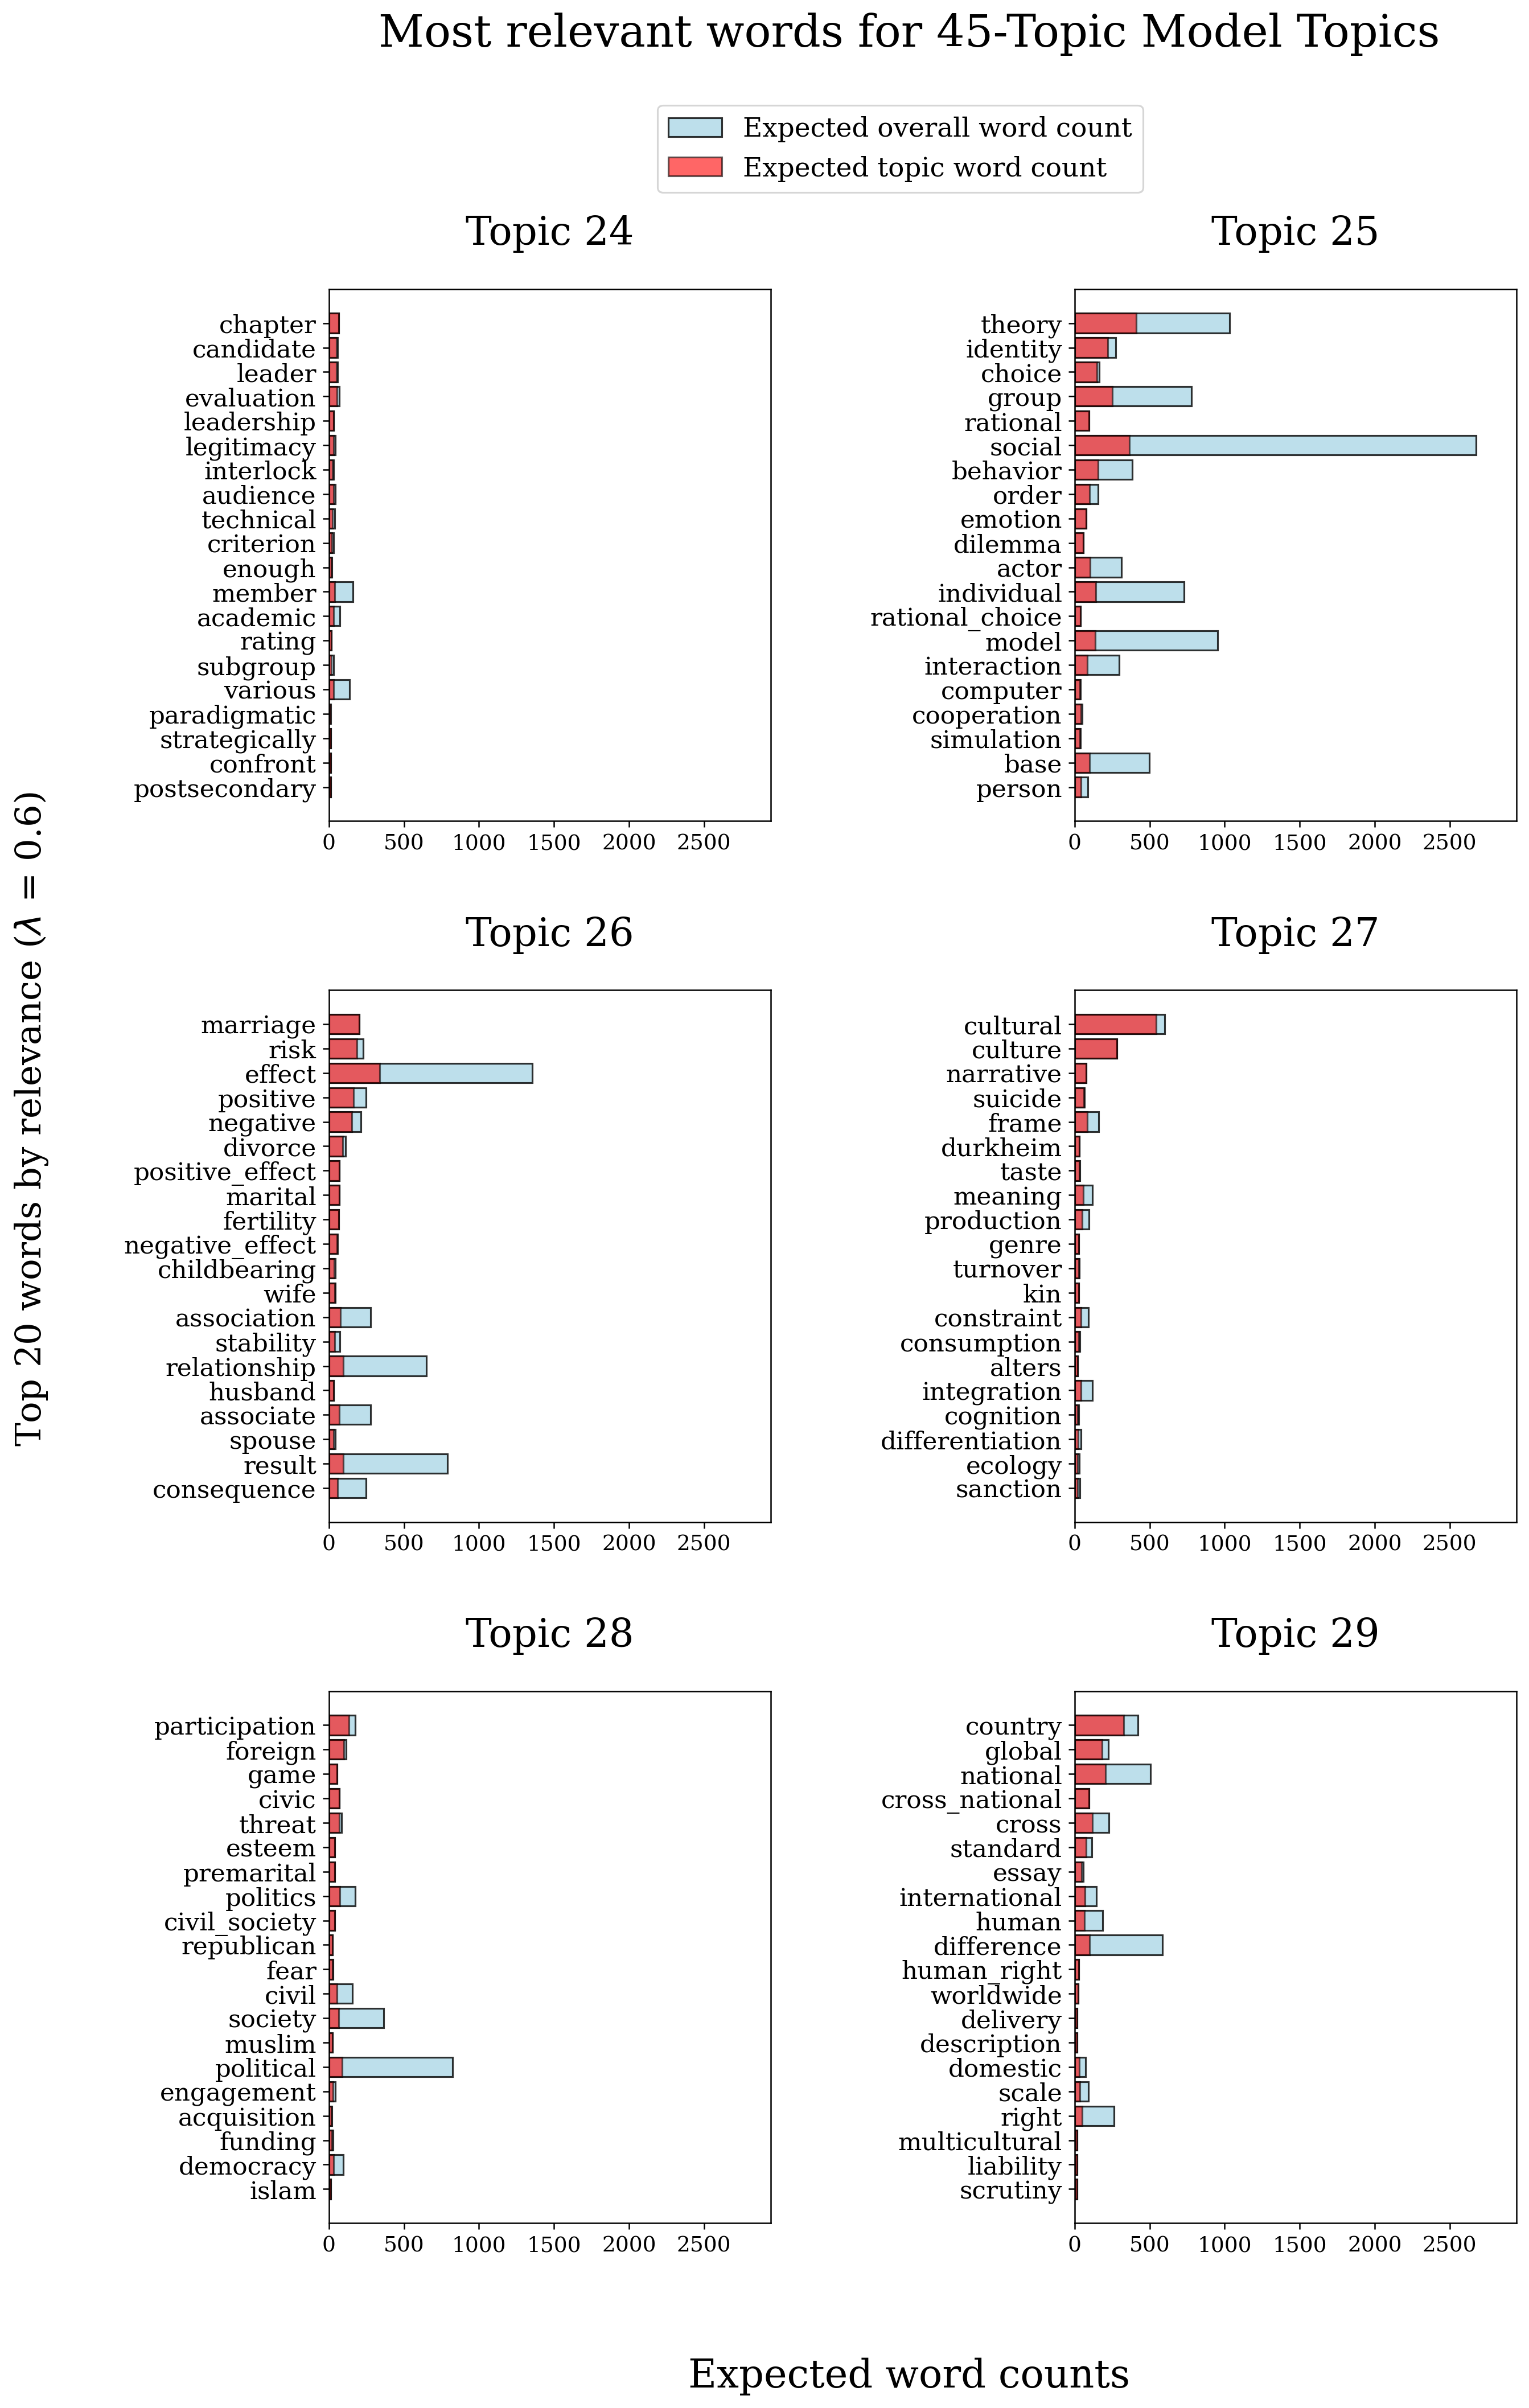 Most relevant words for 45-Topic Model Topics
Expected overall word count
Expected topic word count
Top 20 words by relevance (λ = 0.6)
Topic 24
chapter
candidate
leader
evaluation
leadership
legitimacy
interlock
audience
technical
criterion
enough
member
academic
rating
subgroup
various
paradigmatic
strategically
confront
postsecondary
0 500 1000 1500 2000 2500
Topic 25
theory
identity
choice
group
rational
social
behavior
order
emotion
dilemma
actor
individual
rational_choice
model
interaction
computer
cooperation
simulation
base
person
0 500 1000 1500 2000 2500
Topic 26
marriage
risk
effect
positive
negative
divorce
positive_effect
marital
fertility
negative_effect
childbearing
wife
association
stability
relationship
husband
associate
spouse
result
consequence
0 500 1000 1500 2000 2500
Topic 27
cultural
culture
narrative
suicide
frame
durkheim
taste
meaning
production
genre
turnover
kin
constraint
consumption
alters
integration
cognition
differentiation
ecology
sanction
0 500 1000 1500 2000 2500
Topic 28
participation
foreign
game
civic
threat
esteem
premarital
politics
civil_society
republican
fear
civil
society
muslim
political
engagement
acquisition
funding
democracy
islam
0 500 1000 1500 2000 2500
Topic 29
country
global
national
cross_national
cross
standard
essay
international
human
difference
human_right
worldwide
delivery
description
domestic
scale
right
multicultural
liability
scrutiny
0 500 1000 1500 2000 2500
Expected word counts